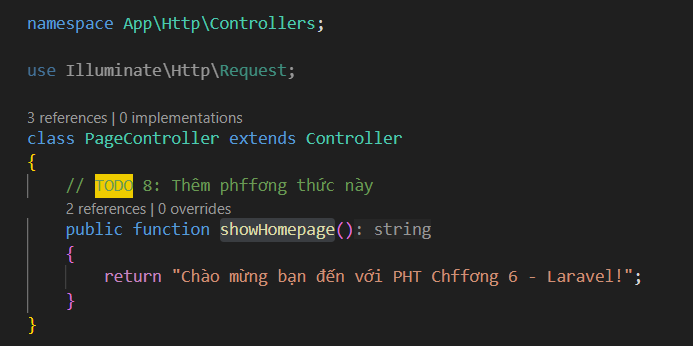 namespace App\Http\Controllers;
use Illuminate\Http\Request;
3 references | 0 implementations
class PageController extends Controller
{
// TODO 8: Thêm phffơng thức này
2 references | 0 overrides
public function showHomepage(): string
{
return "Chào mừng bạn đến với PHT Chffơng 6 - Laravel!";
}
}